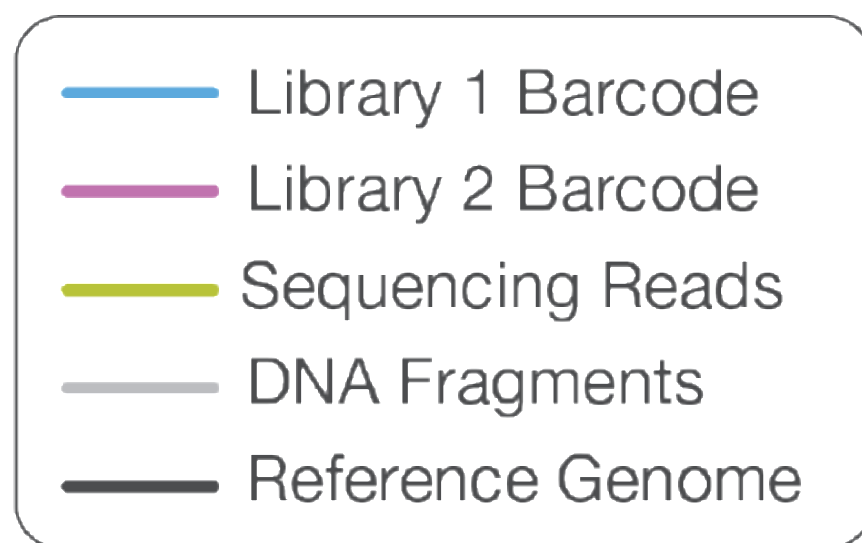 Library 1 Barcode
Library 2 Barcode
Sequencing Reads
DNA Fragments
Reference Genome